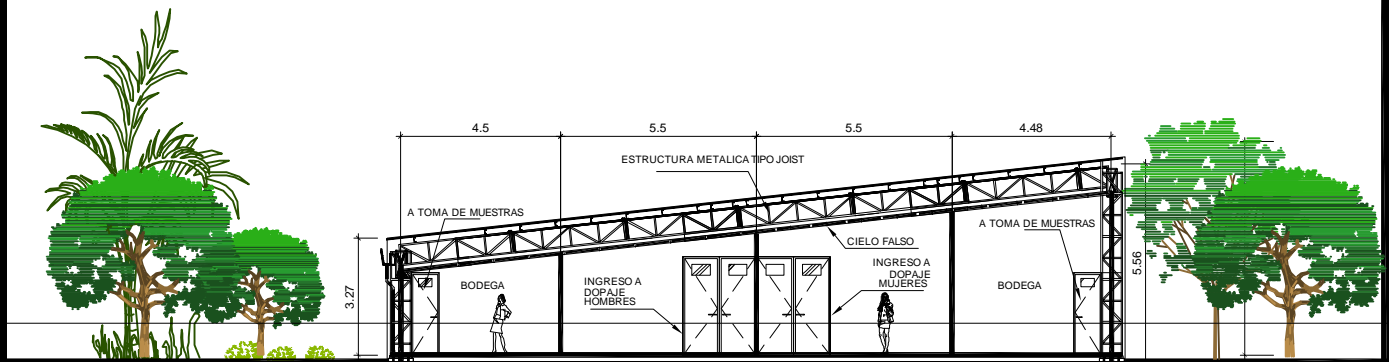 4.5
5.5
5.5
4.48
ESTRUCTURA METALICA TIPO JOIST
A TOMA DE MUESTRAS
A TOMA DE MUESTRAS
CIELO FALSO
INGRESO A
DOPAJE
HOMBRES
INGRESO A
DOPAJE
MUJERES
BODEGA
BODEGA
3.27
5.56